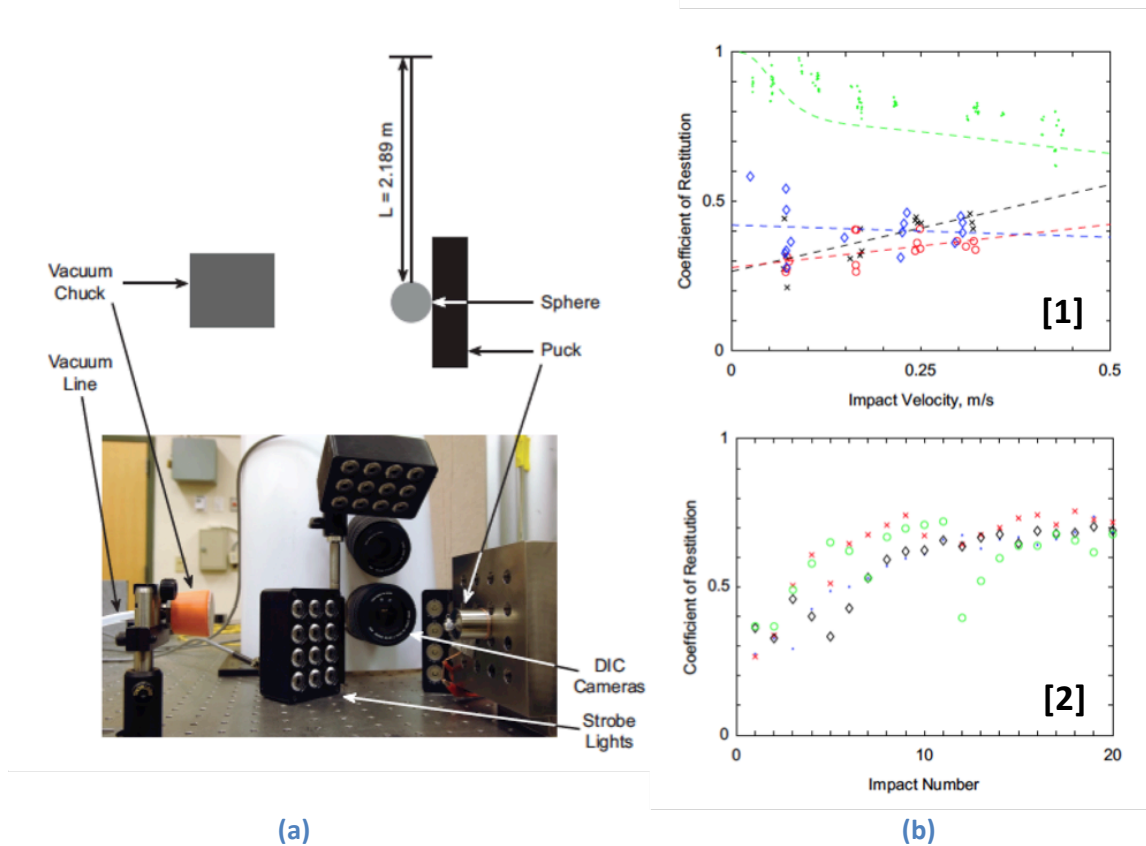 L = 2.189 m
Vacuum
Chuck
Sphere
Puck
Vacuum
Line
DIC
Cameras
Strobe
Lights
(a)
1
0.5
0
Coefficient of Restitution
[1]
0
0.25
0.5
Impact Velocity, m/s
1
0.5
0
Coefficient of Restitution
[2]
0
10
20
Impact Number
(b)